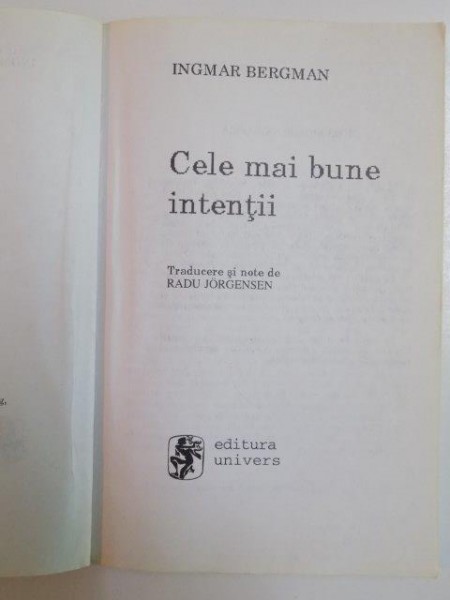 INGMAR BERGMAN
Cele mai bune
intenţii
Traducere şi note de
RADU JÖRGENSEN
editura
univers